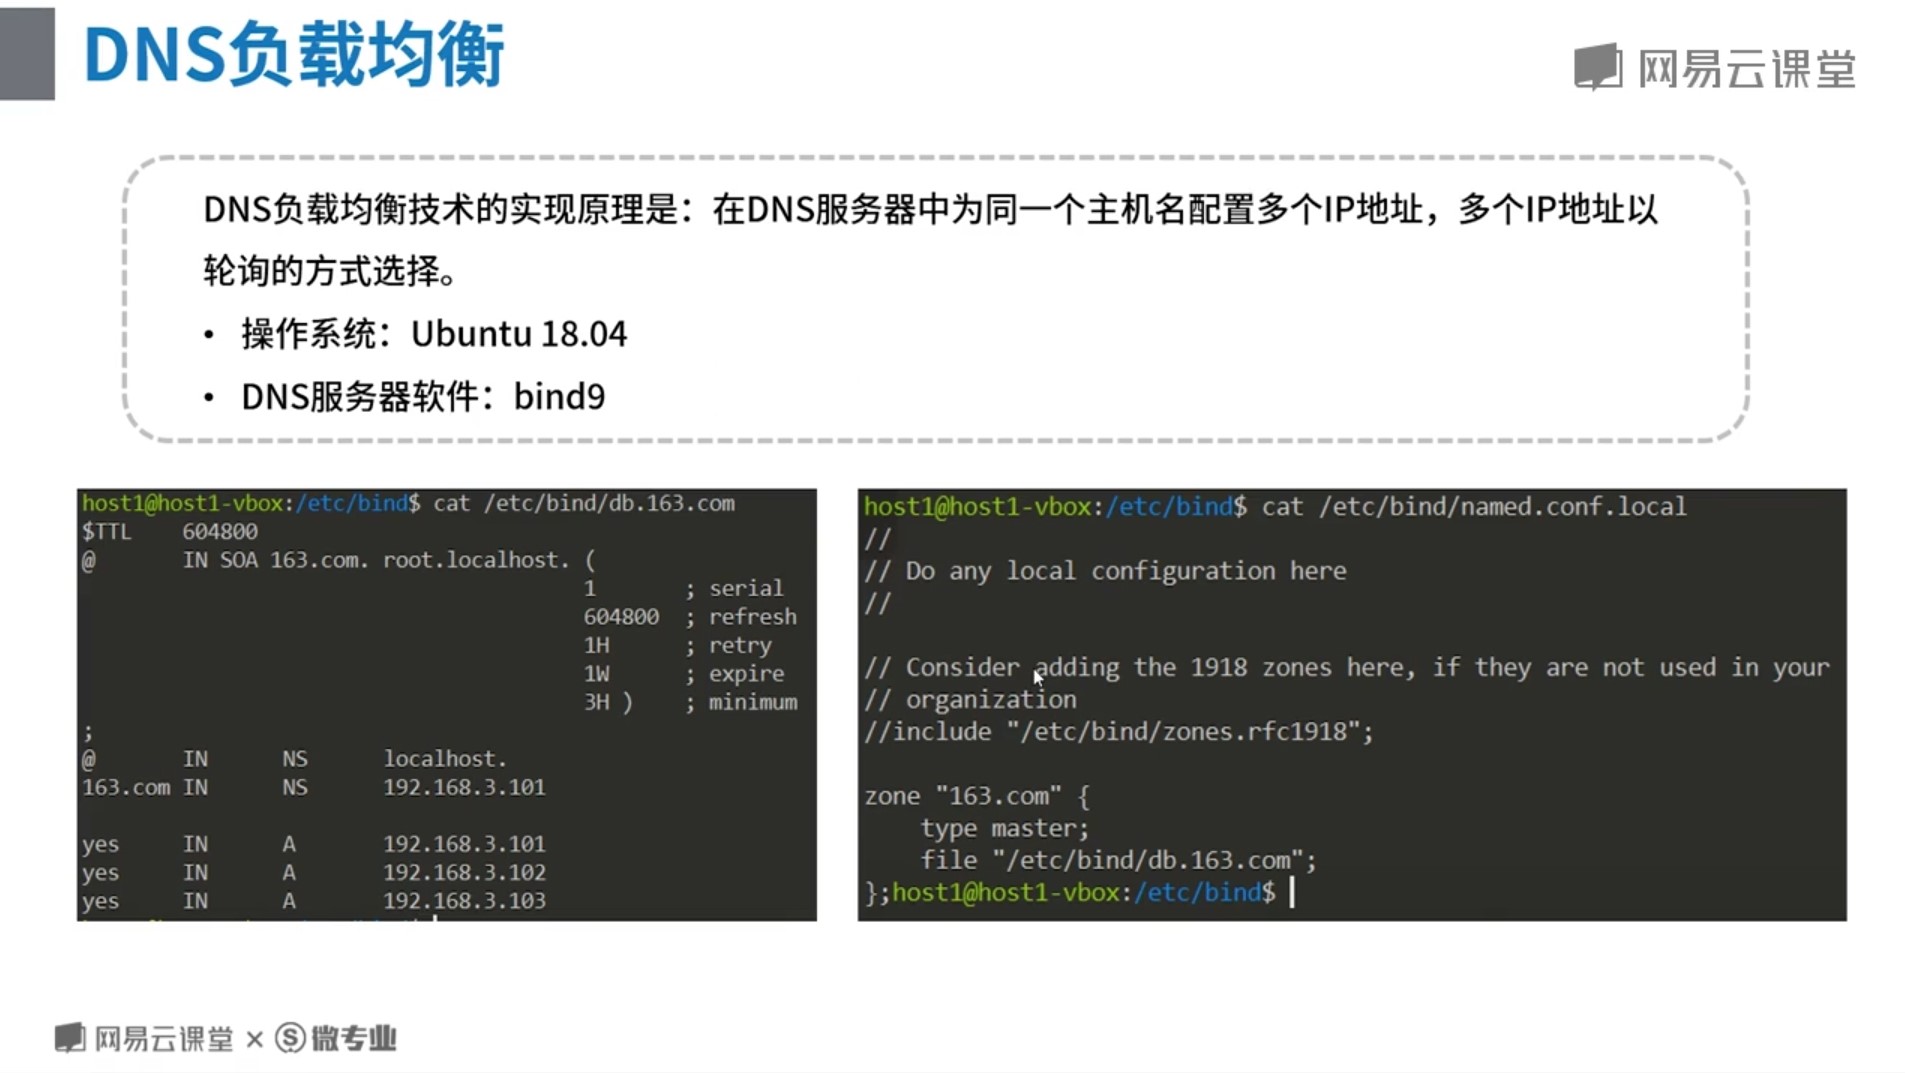 DNS负载均衡
网易云课堂
DNS负载均衡技术的实现原理是：在DNS服务器中为同一个主机名配置多个IP地址，多个IP地址以
轮询的方式选择。
• 操作系统：Ubuntu 18.04
• DNS服务器软件：bind9
host1@host1-vbox:/etc/bind$ cat /etc/bind/db.163.com
$TTL 604800
@ IN SOA 163.com. root.localhost. (
1 ; serial
604800 ; refresh
1H ; retry
1W ; expire
3H ) ; minimum
;
@ IN NS localhost.
163.com IN NS 192.168.3.101
yes IN A 192.168.3.101
yes IN A 192.168.3.102
yes IN A 192.168.3.103
host1@host1-vbox:/etc/bind$ cat /etc/bind/named.conf.local
//
// Do any local configuration here
//
// Consider adding the 1918 zones here, if they are not used in your
// organization
//include "/etc/bind/zones.rfc1918";
zone "163.com" {
type master;
file "/etc/bind/db.163.com";
};host1@host1-vbox:/etc/bind$
网易云课堂 × S 微专业